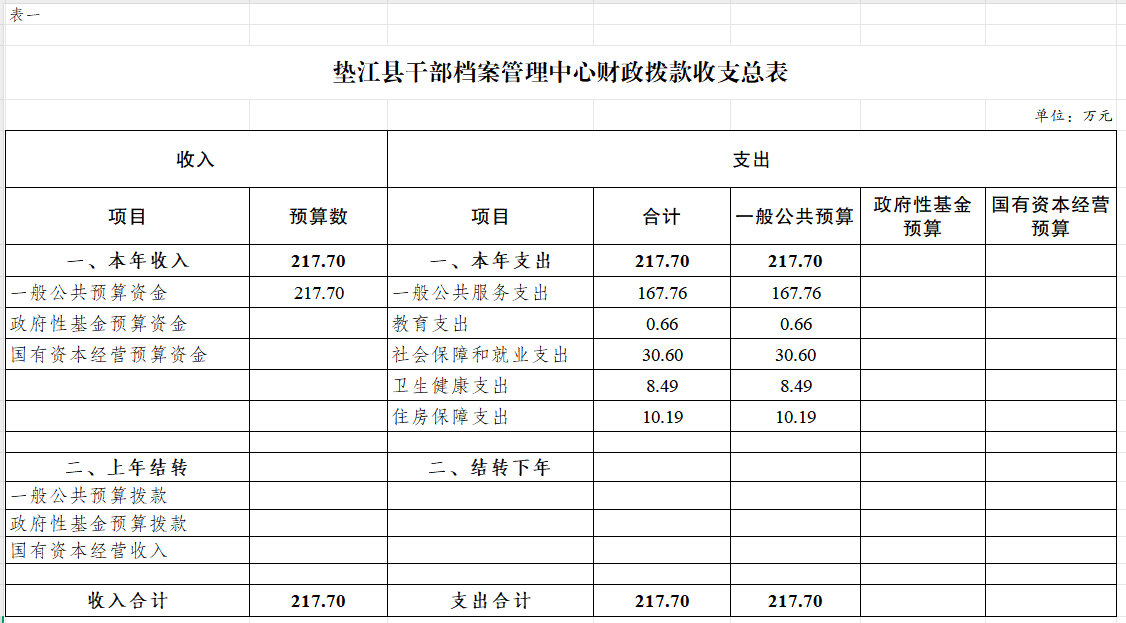 表一
垫江县干部档案管理中心财政拨款收支总表
单位：万元
收入 支出
项目 预算数 项目 合计 一般公共预算 政府性基金预算 国有资本经营预算
一、本年收入 217.70 一、本年支出 217.70 217.70
一般公共预算资金 217.70 一般公共服务支出 167.76 167.76
政府性基金预算资金 教育支出 0.66 0.66
国有资本经营预算资金 社会保障和就业支出 30.60 30.60
卫生健康支出 8.49 8.49
住房保障支出 10.19 10.19
二、上年结转 二、结转下年
一般公共预算拨款
政府性基金预算拨款
国有资本经营收入
收入合计 217.70 支出合计 217.70 217.70